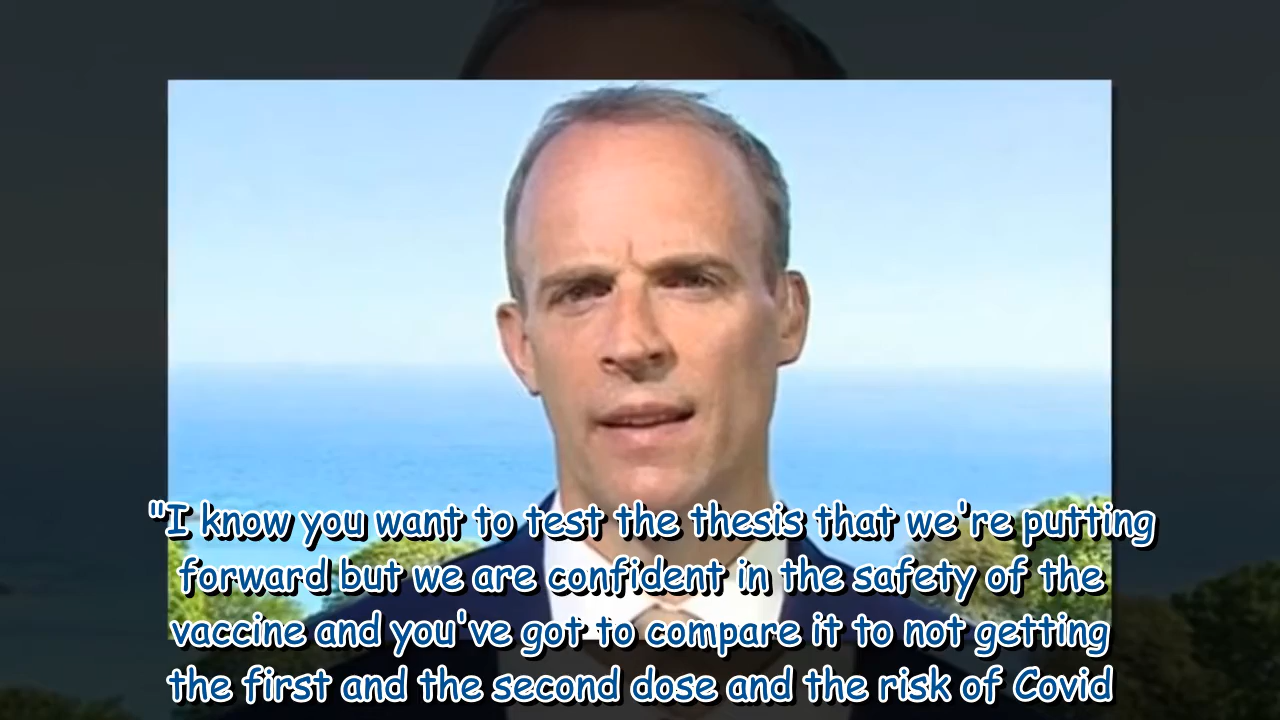 "I know you want to test the thesis that we're putting
forward but we are confident in the safety of the
vaccine and you've got to compare it to not getting
the first and the second dose and the risk of Covid